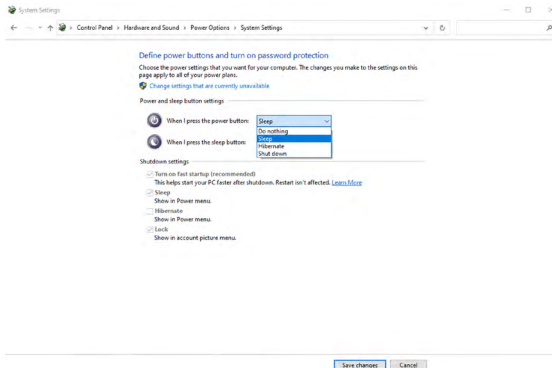 System Settings
Control Panel > Hardware and Sound > Power Options > System Settings
Define power buttons and turn on password protection
Choose the power settings that you want for your computer. The changes you make to the settings on this
page apply to all of your power plans.
Change settings that are currently unavailable
Power and sleep button settings
When I press the power button: Sleep
Do nothing
Sleep
Hibernate
Shut down
When I press the sleep button:
Shutdown settings
Turn on fast startup (recommended)
This helps start your PC faster after shutdown. Restart isn't affected. Learn More
Sleep
Show in Power menu.
Hibernate
Show in Power menu.
Lock
Show in account picture menu.
Save changes Cancel